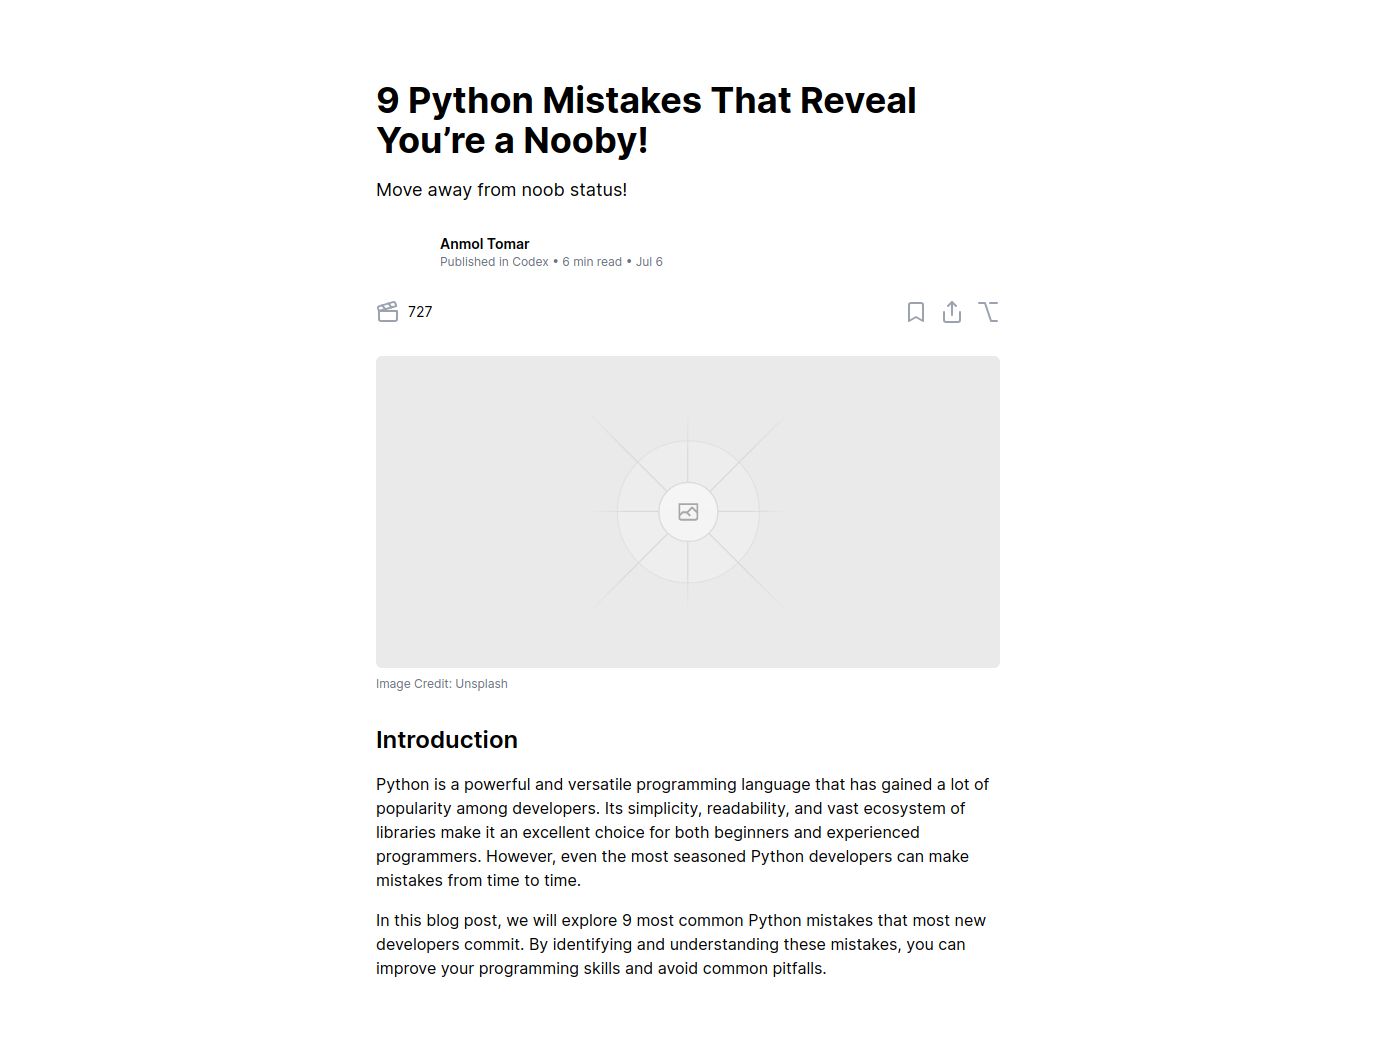 9 Python Mistakes That Reveal
You’re a Nooby!
Move away from noob status!
Anmol Tomar
Published in Codex • 6 min read • Jul 6
727
Image Credit: Unsplash
Introduction
Python is a powerful and versatile programming language that has gained a lot of
popularity among developers. Its simplicity, readability, and vast ecosystem of
libraries make it an excellent choice for both beginners and experienced
programmers. However, even the most seasoned Python developers can make
mistakes from time to time.
In this blog post, we will explore 9 most common Python mistakes that most new
developers commit. By identifying and understanding these mistakes, you can
improve your programming skills and avoid common pitfalls.